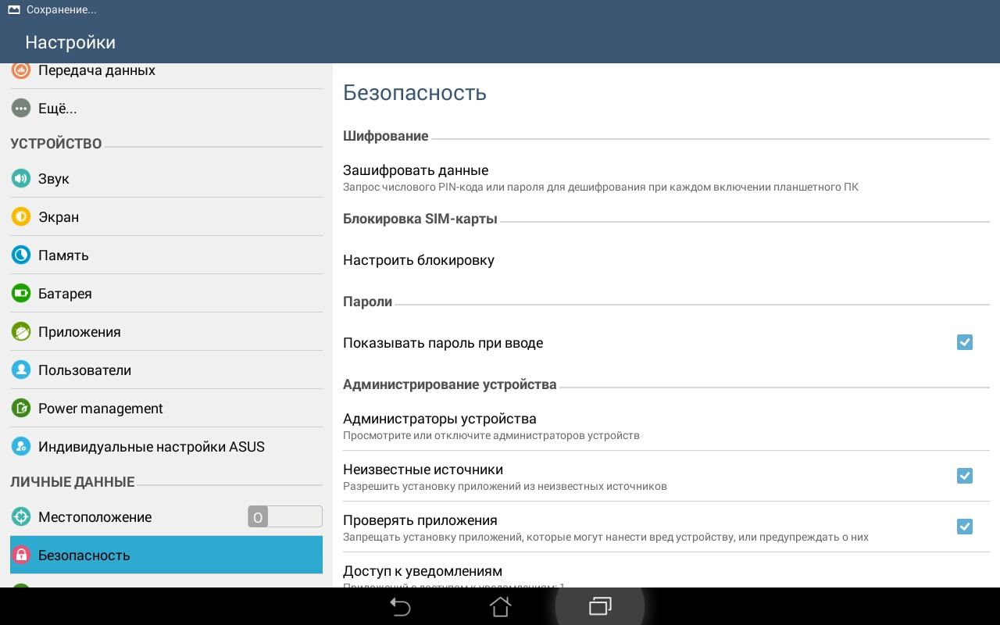 Сохранение...
Настройки
Передача данных
Ещё...
УСТРОЙСТВО
Звук
Экран
Память
Батарея
Приложения
Пользователи
Power management
Индивидуальные настройки ASUS
ЛИЧНЫЕ ДАННЫЕ
Местоположение
O
Безопасность
Безопасность
Шифрование
Зашифровать данные
Запрос числового PIN-кода или пароля для дешифрования при каждом включении планшетного ПК
Блокировка SIM-карты
Настроить блокировку
Пароли
Показывать пароль при вводе
Администрирование устройства
Администраторы устройства
Просмотрите или отключите администраторов устройств
Неизвестные источники
Разрешить установку приложений из неизвестных источников
Проверять приложения
Запрещать установку приложений, которые могут нанести вред устройству, или предупреждать о них
Доступ к уведомлениям
Приложений с доступом к уведомлениям: 1